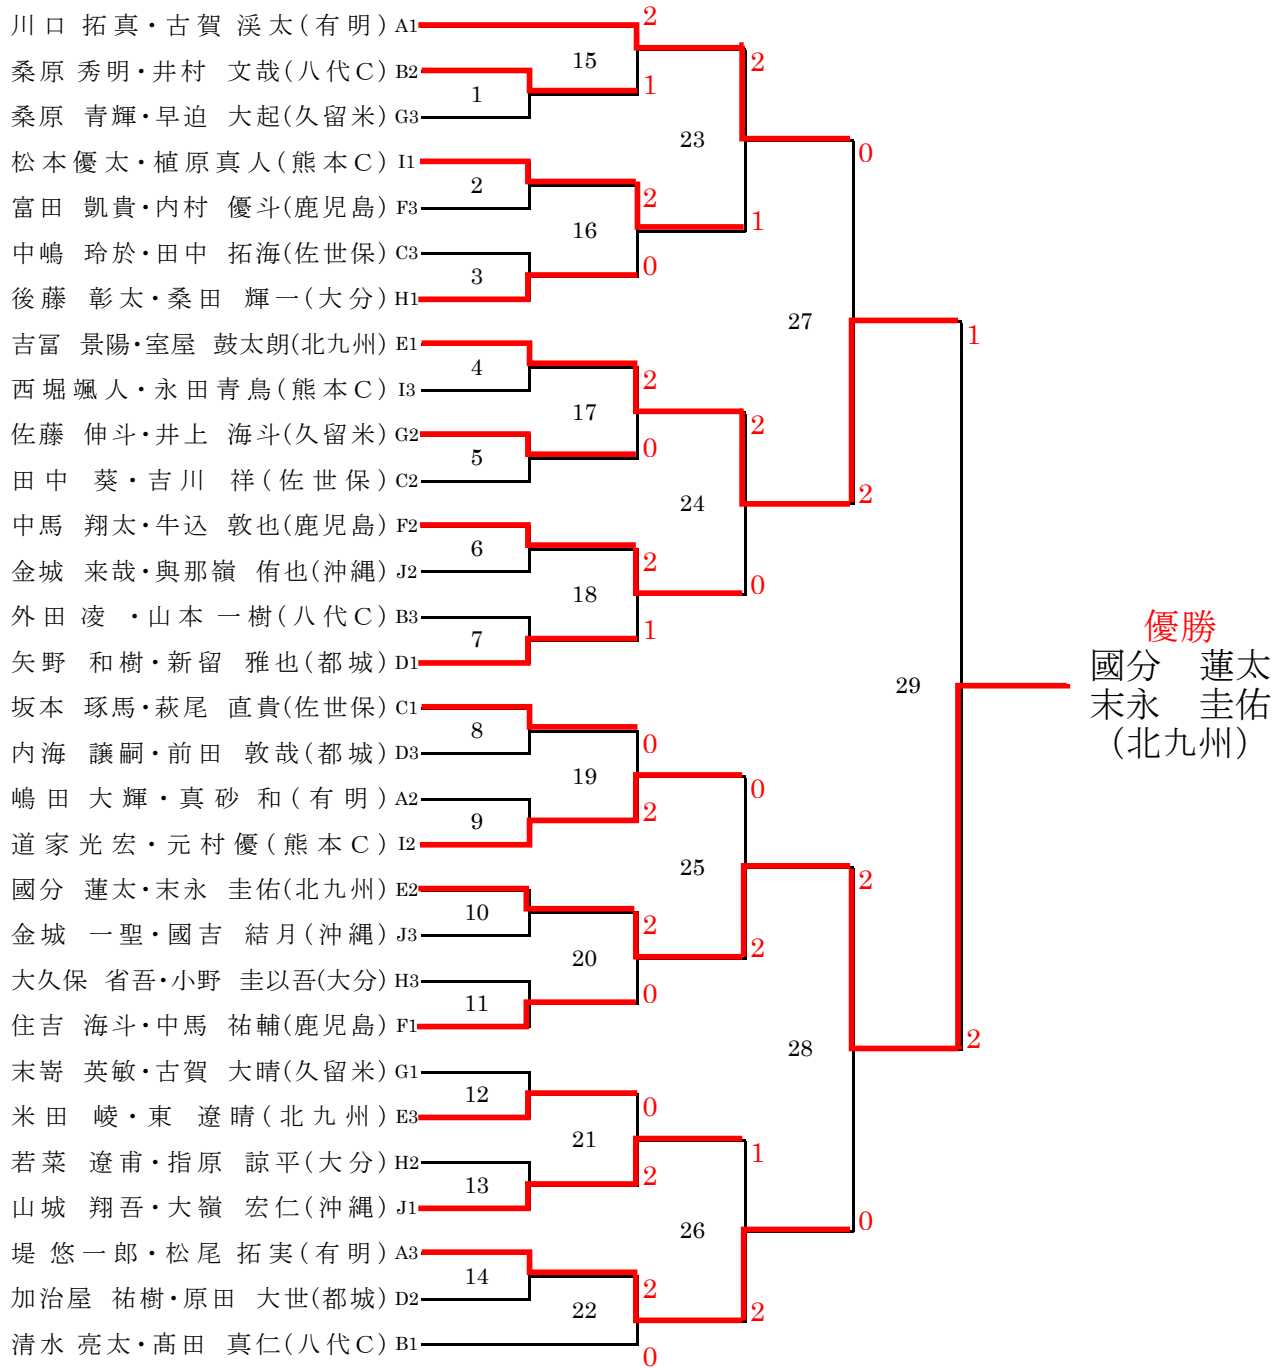 川口 拓真・古賀 渓太(有明) A1
桑原 秀明・井村 文哉(八代C) B2
桑原 青輝・早迫 大起(久留米) G3
松本優太・植原真人(熊本C) I1
富田 凱貴・内村 優斗(鹿児島) F3
中嶋 玲於・田中 拓海(佐世保) C3
後藤 彰太・桑田 輝一(大分) H1
吉冨 景陽・室屋 鼓太朗(北九州) E1
西堀颯人・永田青鳥(熊本C) I3
佐藤 伸斗・井上 海斗(久留米) G2
田中 葵・吉川 祥(佐世保) C2
中馬 翔太・牛込 敦也(鹿児島) F2
金城 来哉・與那嶺 侑也(沖縄) J2
外田凌 ・山本 一樹(八代C) B3
矢野 和樹・新留 雅也(都城) D1
坂本 琢馬・萩尾 直貴(佐世保) C1
内海 譲嗣・前田 敦哉(都城) D3
嶋田 大輝・真砂 和(有明) A2
道家光宏・元村優(熊本C) I2
國分 蓮太・末永 圭佑(北九州) E2
金城 一聖・國吉 結月(沖縄) J3
大久保 省吾・小野 圭以吾(大分) H3
住吉 海斗・中馬 祐輔(鹿児島) F1
末嵜 英敏・古賀 大晴(久留米) G1
米田 崚・東 遼晴(北九州) E3
若菜 遼甫・指原 諒平(大分) H2
山城 翔吾・大嶺 宏仁(沖縄) J1
堤 悠一郎・松尾 拓実(有明) A3
加治屋 祐樹・原田 大世(都城) D2
清水 亮太・髙田 真仁(八代C) B1
1
2
3
4
5
6
7
8
9
10
11
12
13
14
2
15
1
2
16
0
2
17
0
2
18
1
0
19
2
2
20
0
0
21
2
2
22
0
2
23
1
2
24
0
0
25
2
1
26
2
0
27
2
2
28
0
1
29
2
優勝
國分 蓮太
末永 圭佑
(北九州)